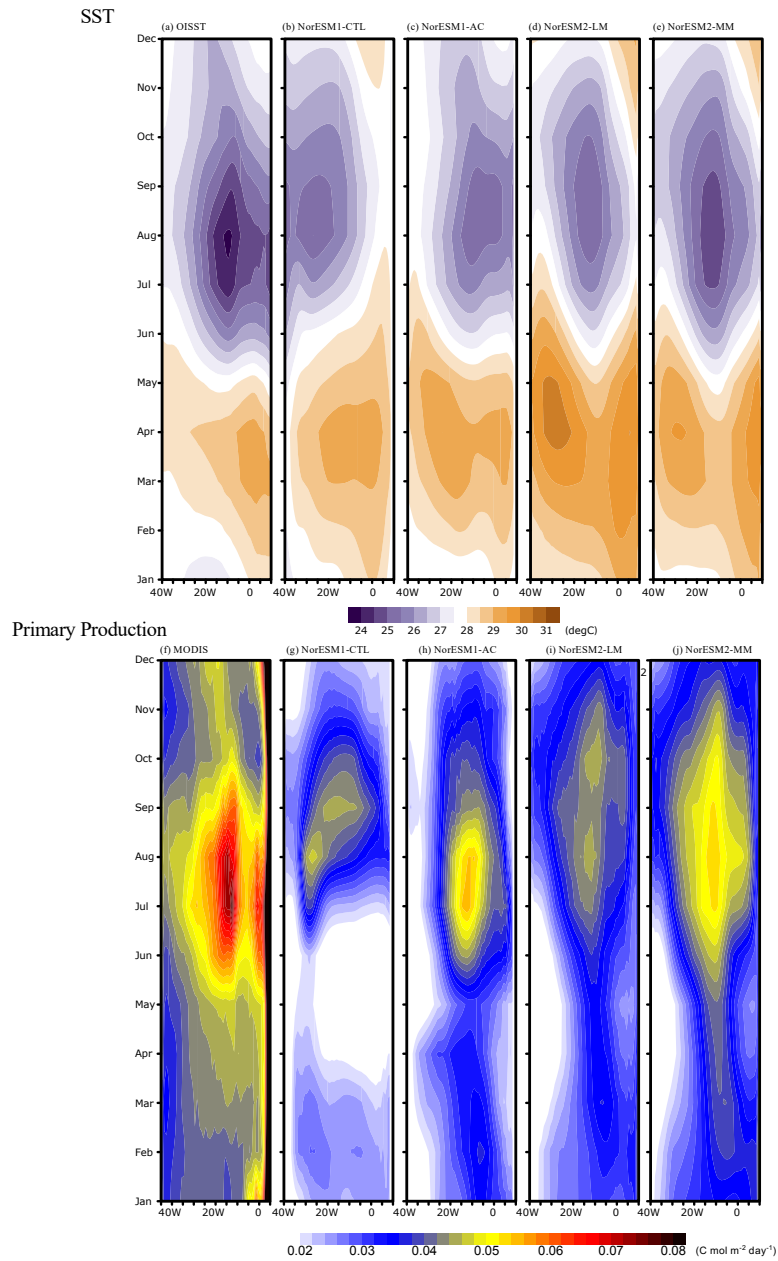 SST
(a) OISST (b) NorESM1-CTL (c) NorESM1-AC (d) NorESM2-LM (e) NorESM2-MM
Dec
Nov
Oct
Sep
Aug
Jul
Jun
May
Apr
Mar
Feb
Jan
40W 20W 0 40W 20W 0 40W 20W 0 40W 20W 0 40W 20W 0
24 25 26 27 28 29 30 31 (degC)
Primary Production
(f) MODIS (g) NorESM1-CTL (h) NorESM1-AC (i) NorESM2-LM (j) NorESM2-MM
Dec
2
Nov
Oct
Sep
Aug
Jul
Jun
May
Apr
Mar
Feb
Jan
40W 20W 0 40W 20W 0 40W 20W 0 40W 20W 0 40W 20W 0
0.02 0.03 0.04 0.05 0.06 0.07 0.08 (C mol m⁻² day⁻¹)